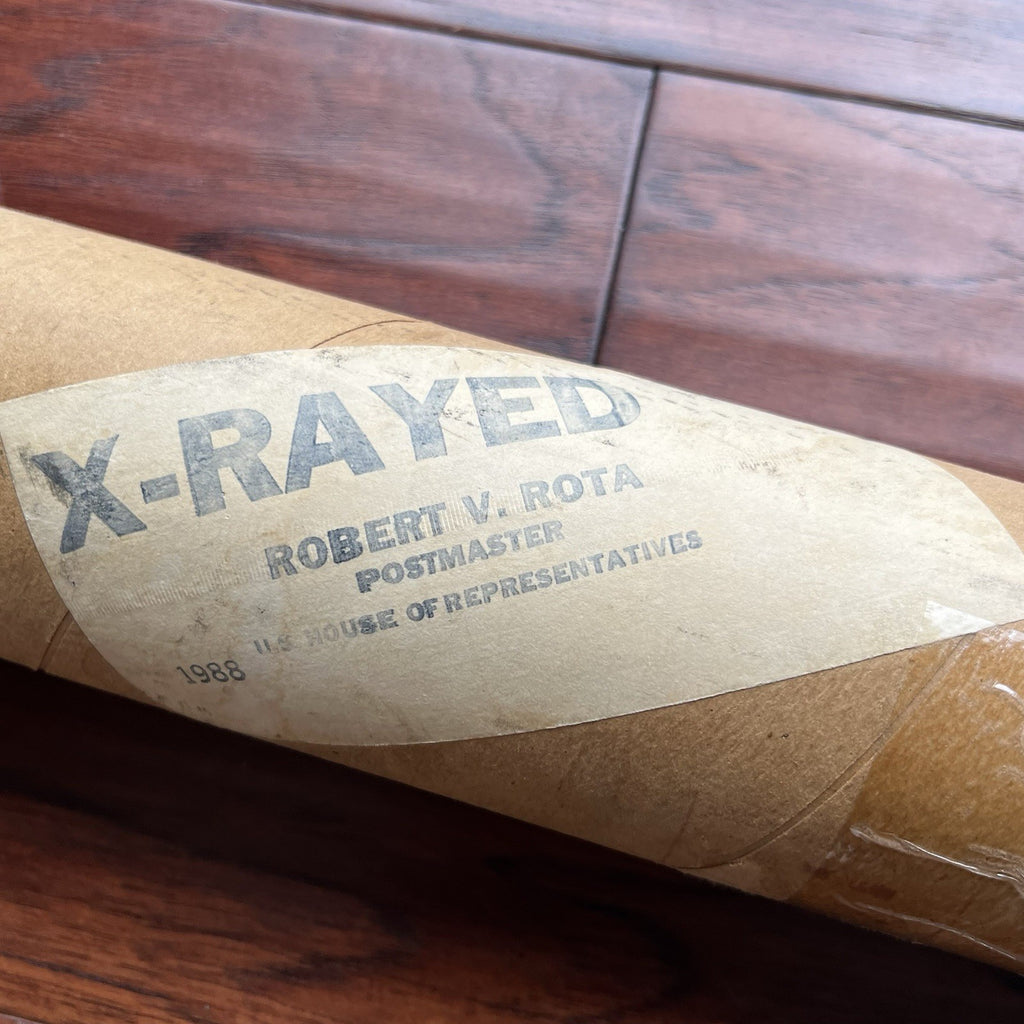 X-RAYED
ROBERT V. ROTA
POSTMASTER
U.S. HOUSE OF REPRESENTATIVES
1988